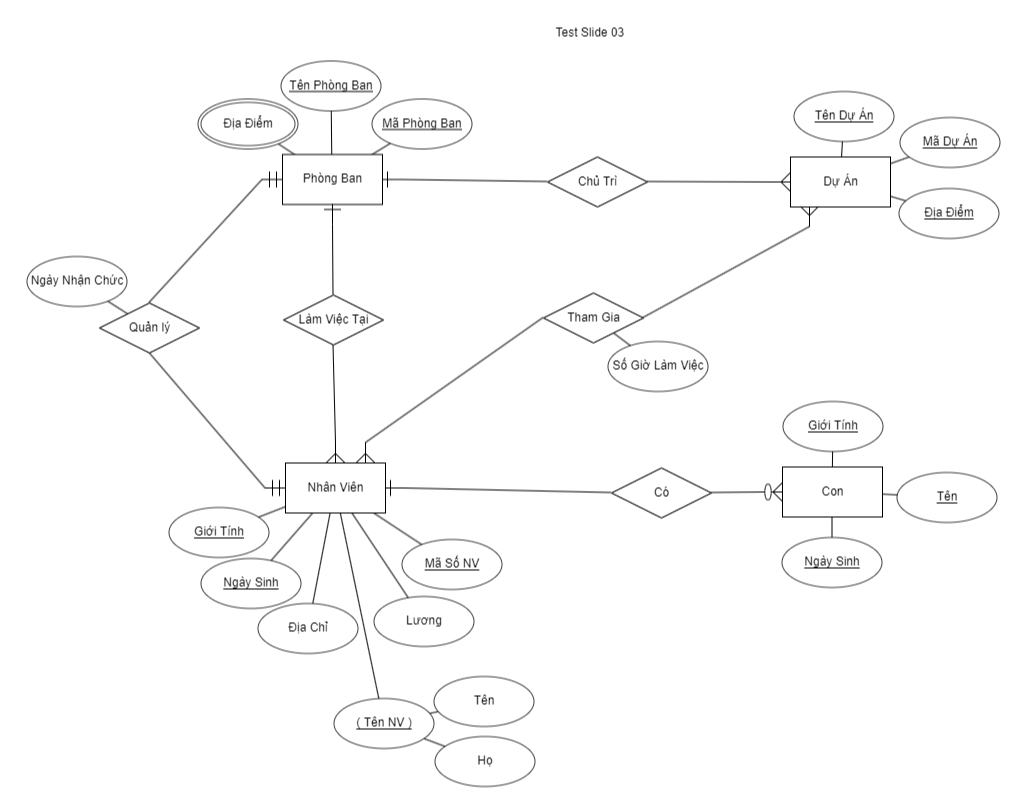 Test Slide 03
Tên Phòng Ban
Địa Điểm
Mã Phòng Ban
Tên Dự Án
Mã Dự Án
Phòng Ban
Chủ Trì
Dự Án
Địa Điểm
Ngày Nhận Chức
Quản lý
Làm Việc Tại
Tham Gia
Số Giờ Làm Việc
Giới Tính
Nhân Viên
Có
Con
Tên
Giới Tính
Ngày Sinh
Mã Số NV
Ngày Sinh
Địa Chỉ
Lương
( Tên NV )
Tên
Họ